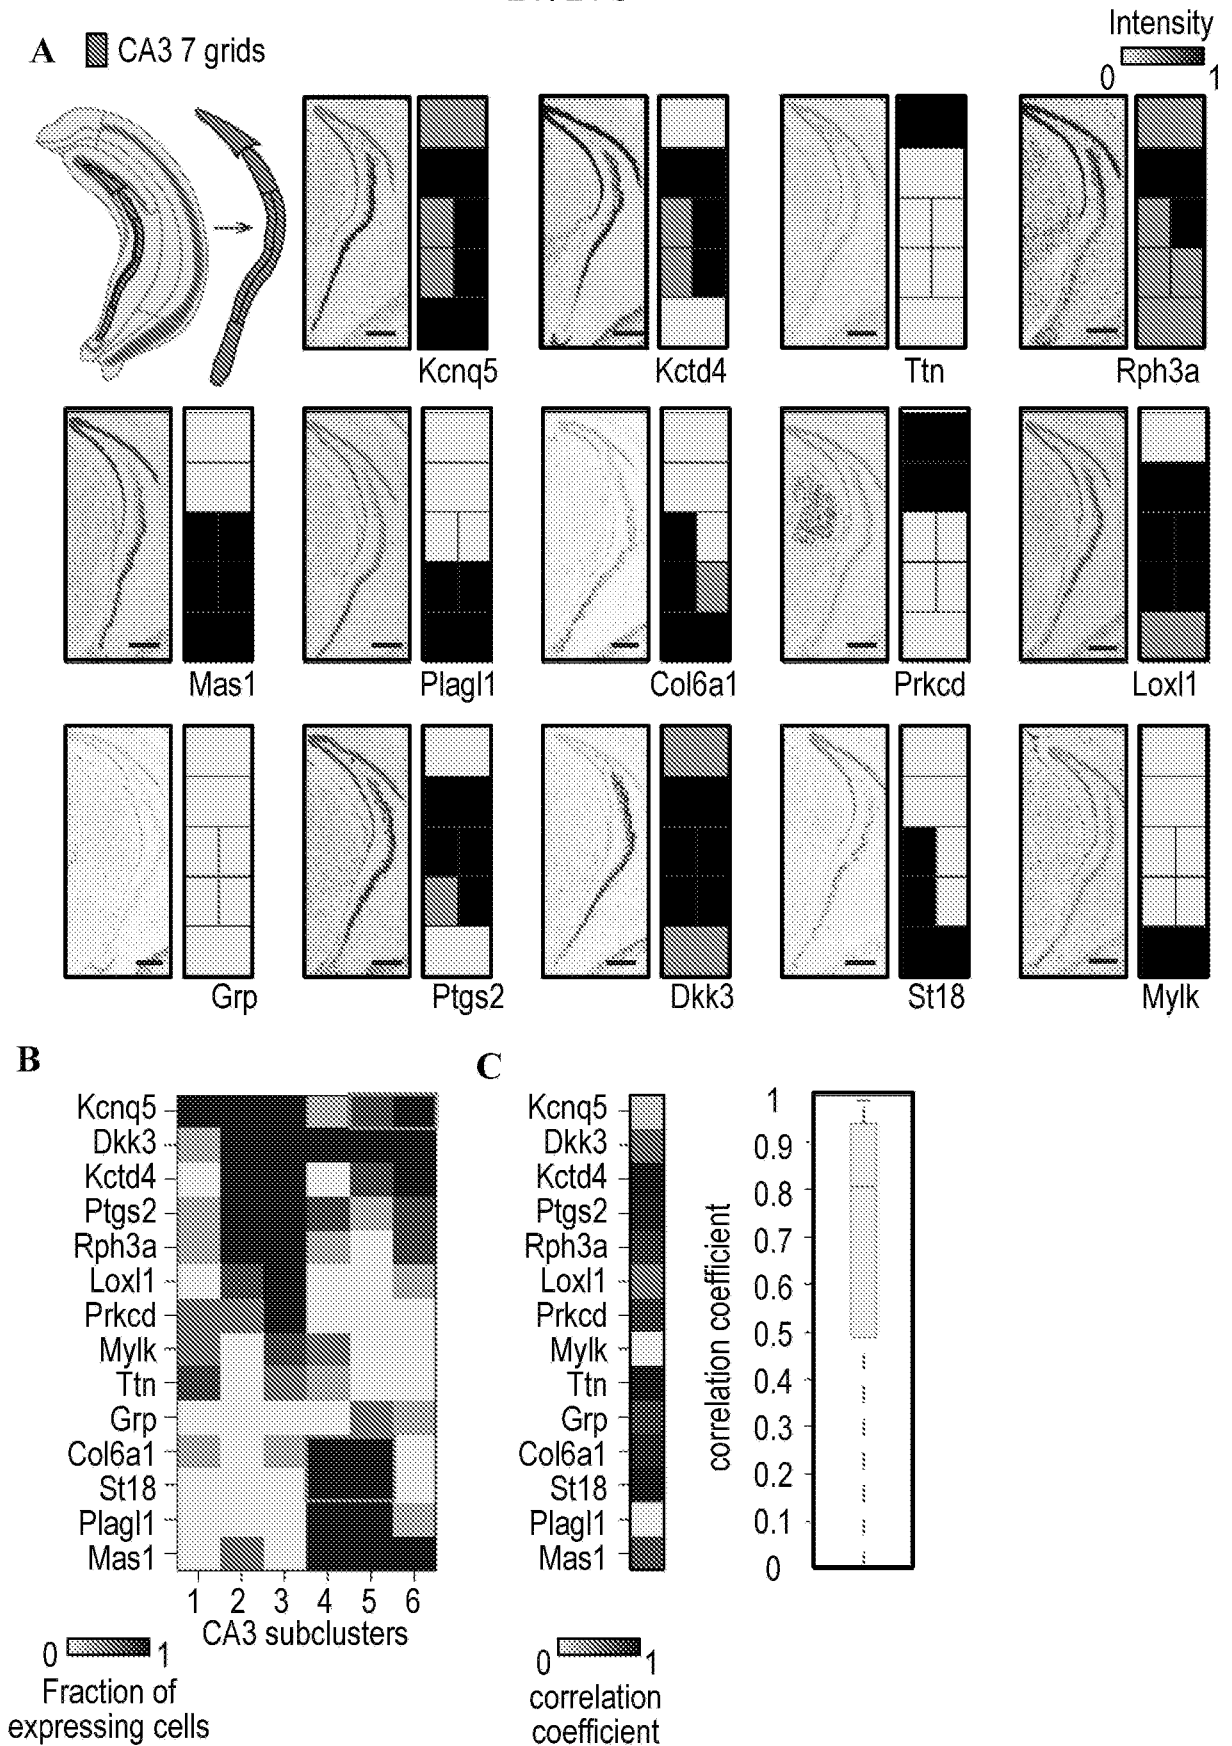 A CA3 7 grids
Intensity
0 1
Kcnq5 Kctd4 Ttn Rph3a
Mas1 Plagl1 Col6a1 Prkcd Loxl1
Grp Ptgs2 Dkk3 St18 Mylk
B
Kcnq5
Dkk3
Kctd4
Ptgs2
Rph3a
Loxl1
Prkcd
Mylk
Ttn
Grp
Col6a1
St18
Plagl1
Mas1
1 2 3 4 5 6
CA3 subclusters
0 1
Fraction of
expressing cells
C
Kcnq5
Dkk3
Kctd4
Ptgs2
Rph3a
Loxl1
Prkcd
Mylk
Ttn
Grp
Col6a1
St18
Plagl1
Mas1
0 1
correlation
coefficient
correlation coefficient
1
0.9
0.8
0.7
0.6
0.5
0.4
0.3
0.2
0.1
0